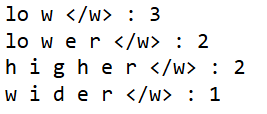 lo w </w> : 3
lo w e r </w> : 2
h i g h e r </w> : 2
w i d e r </w> : 1